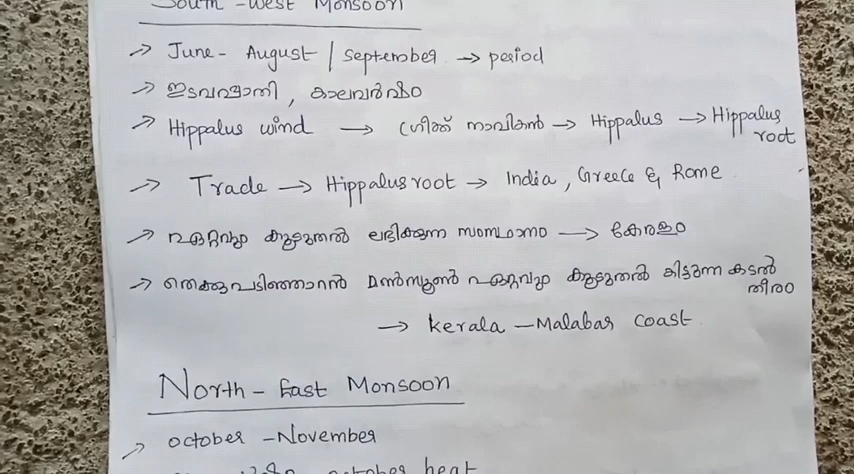 South - West Monsoon
→ June - August / September → period
→ ഇടവപ്പാതി, കാലവർഷം
→ Hippalus wind → ഗ്രീക്ക് നാവികൻ → Hippalus → Hippalus root
→ Trade → Hippalus root → India, Greece & Rome
→ ഏറ്റവും കൂടുതൽ ലഭിക്കുന്ന സംസ്ഥാനം → കേരളം
→ തെക്കുപടിഞ്ഞാറൻ മൺസൂൺ ഏറ്റവും കൂടുതൽ കിട്ടുന്ന കടൽ തീരം
→ Kerala - Malabar coast
North - East Monsoon
→ october - November
october heat